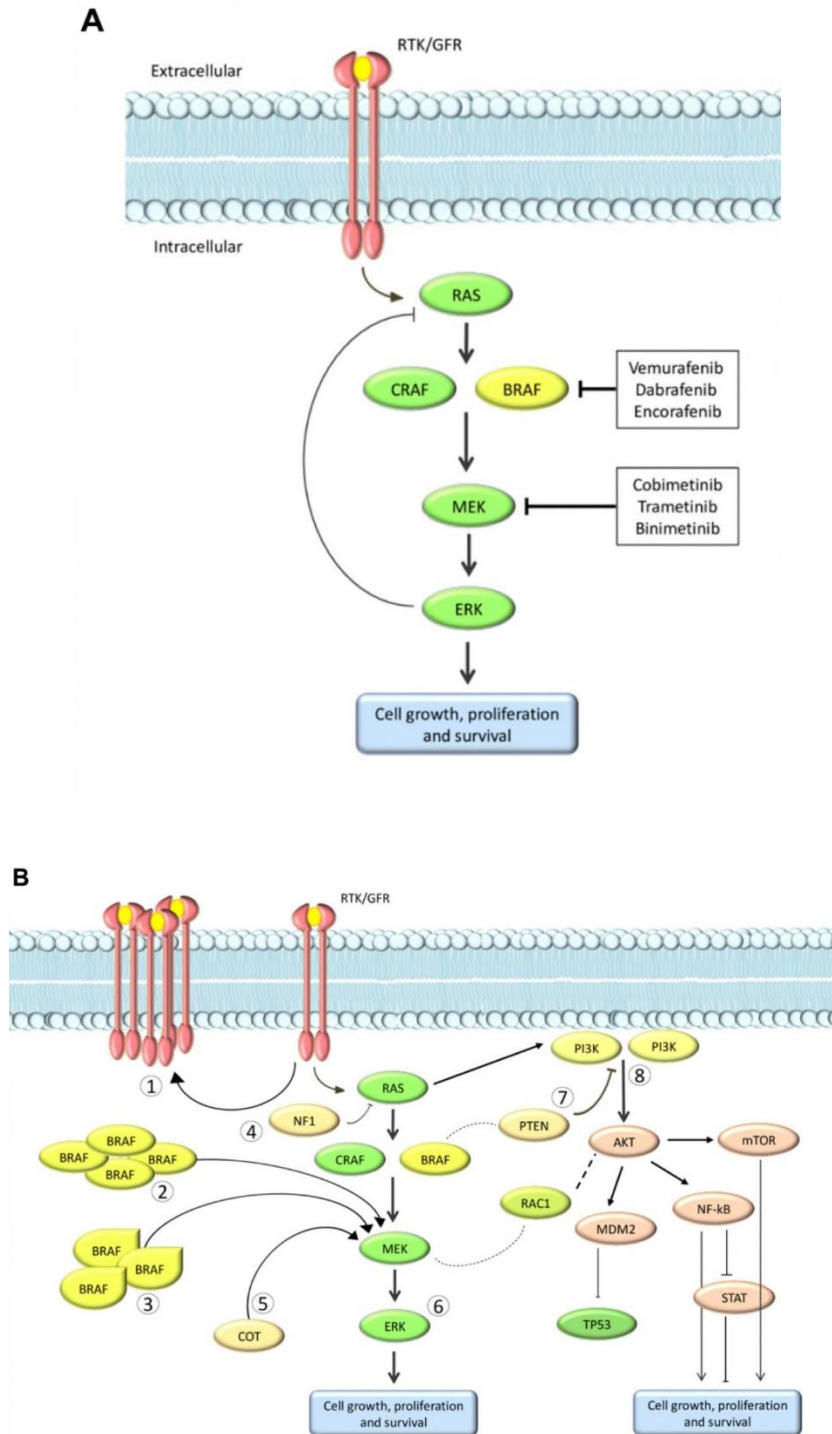 A
RTK/GFR
Extracellular
Intracellular
RAS
CRAF
BRAF
Vemurafenib
Dabrafenib
Encorafenib
MEK
Cobimetinib
Trametinib
Binimetinib
ERK
Cell growth, proliferation
and survival
B
RTK/GFR
1
RAS
PI3K
PI3K
8
7
4
NF1
PTEN
AKT
mTOR
BRAF
BRAF
BRAF
BRAF
2
CRAF
BRAF
RAC1
NF-kB
MDM2
MEK
BRAF
BRAF
BRAF
3
5
6
COT
ERK
TP53
STAT
Cell growth, proliferation
and survival
Cell growth, proliferation
and survival